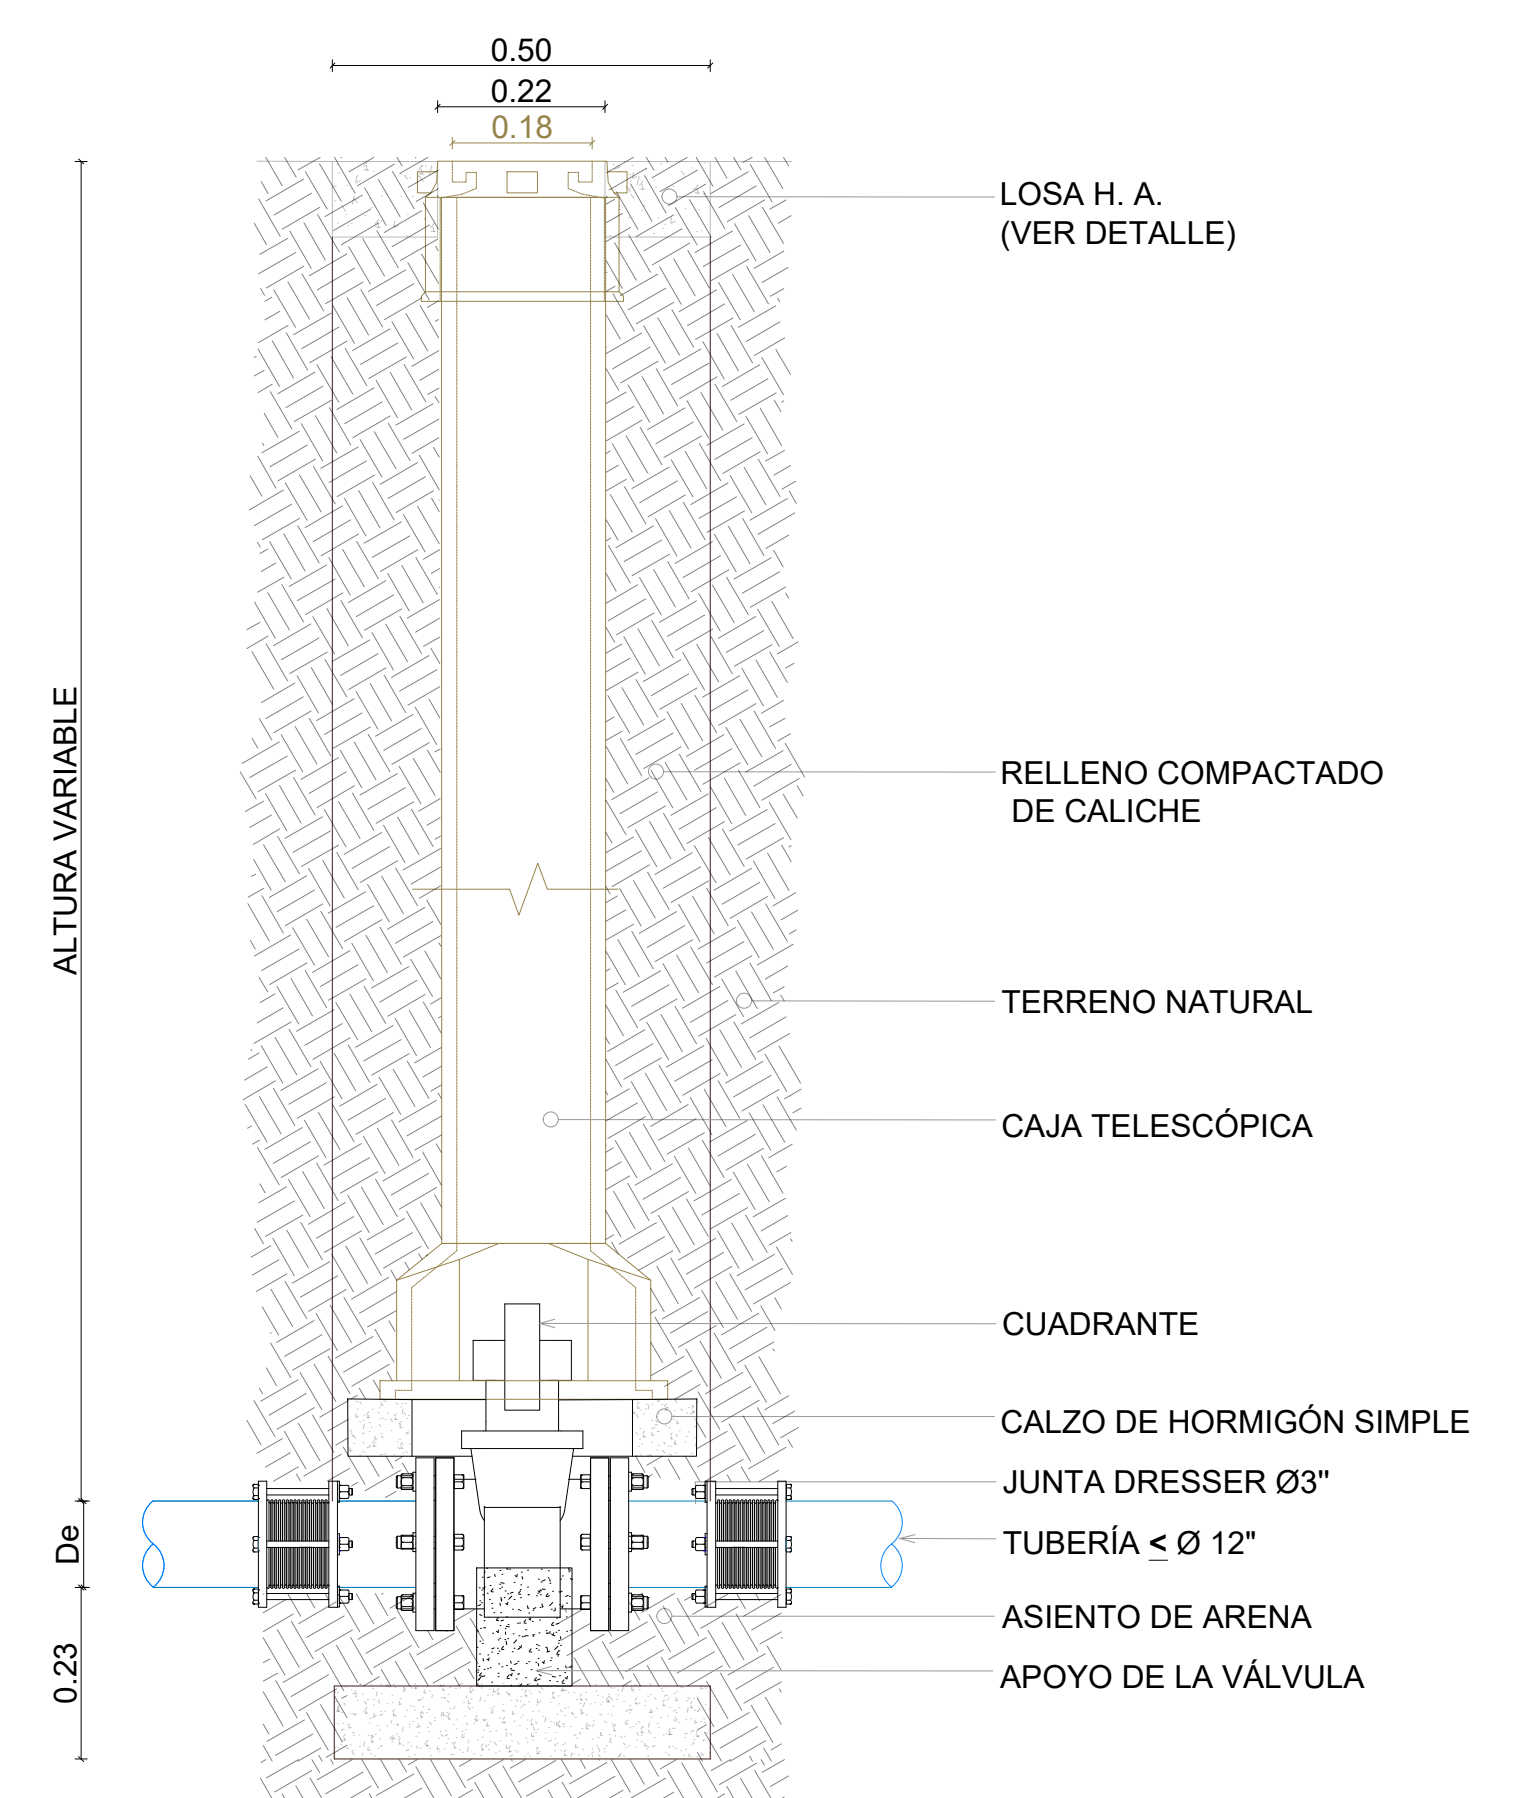 0.50
0.22
0.18
LOSA H. A.
(VER DETALLE)
RELLENO COMPACTADO
DE CALICHE
ALTURA VARIABLE
TERRENO NATURAL
CAJA TELESCÓPICA
CUADRANTE
CALZO DE HORMIGÓN SIMPLE
JUNTA DRESSER Ø3"
TUBERÍA ≤ Ø 12"
De
ASIENTO DE ARENA
0.23
APOYO DE LA VÁLVULA